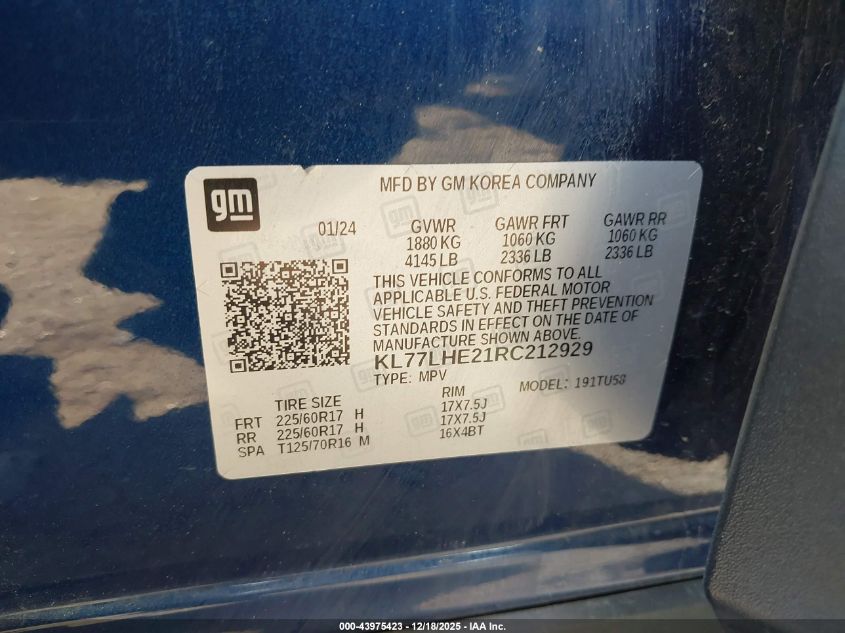 gm
MFD BY GM KOREA COMPANY
01/24 GVWR GAWR FRT GAWR RR
1880 KG 1060 KG 1060 KG
4145 LB 2336 LB 2336 LB
THIS VEHICLE CONFORMS TO ALL
APPLICABLE U.S. FEDERAL MOTOR
VEHICLE SAFETY AND THEFT PREVENTION
STANDARDS IN EFFECT ON THE DATE OF
MANUFACTURE SHOWN ABOVE.
KL77LHE21RC212929
TYPE: MPV MODEL: 191TU58
TIRE SIZE RIM
FRT 225/60R17 H 17X7.5J
RR 225/60R17 H 17X7.5J
SPA T125/70R16 M 16X4BT
000-43975423 - 12/18/2025 - IAA Inc.